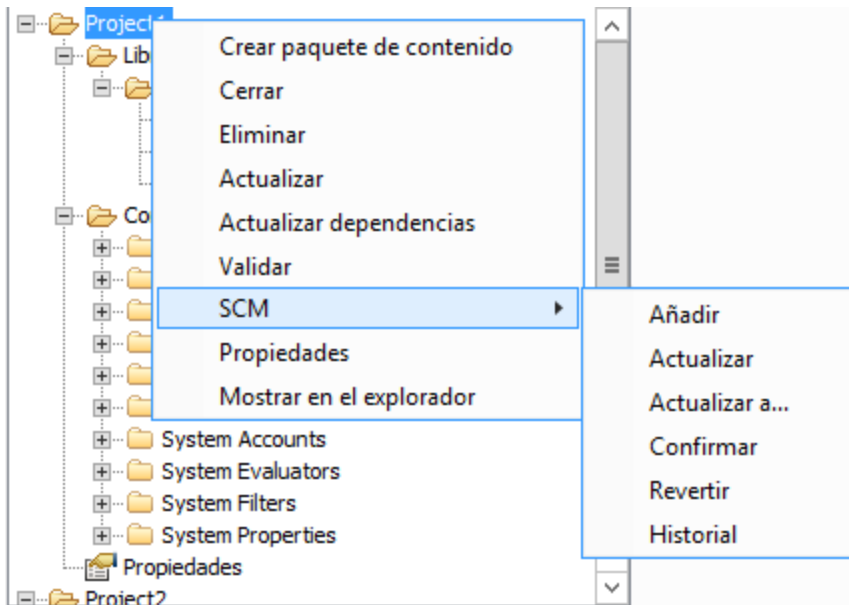 Project1
Crear paquete de contenido
Lib
Cerrar
Eliminar
Actualizar
Co
Actualizar dependencias
Validar
SCM
Añadir
Propiedades
Actualizar
Mostrar en el explorador
Actualizar a...
System Accounts
Confirmar
System Evaluators
Revertir
System Filters
Historial
System Properties
Propiedades
Project2